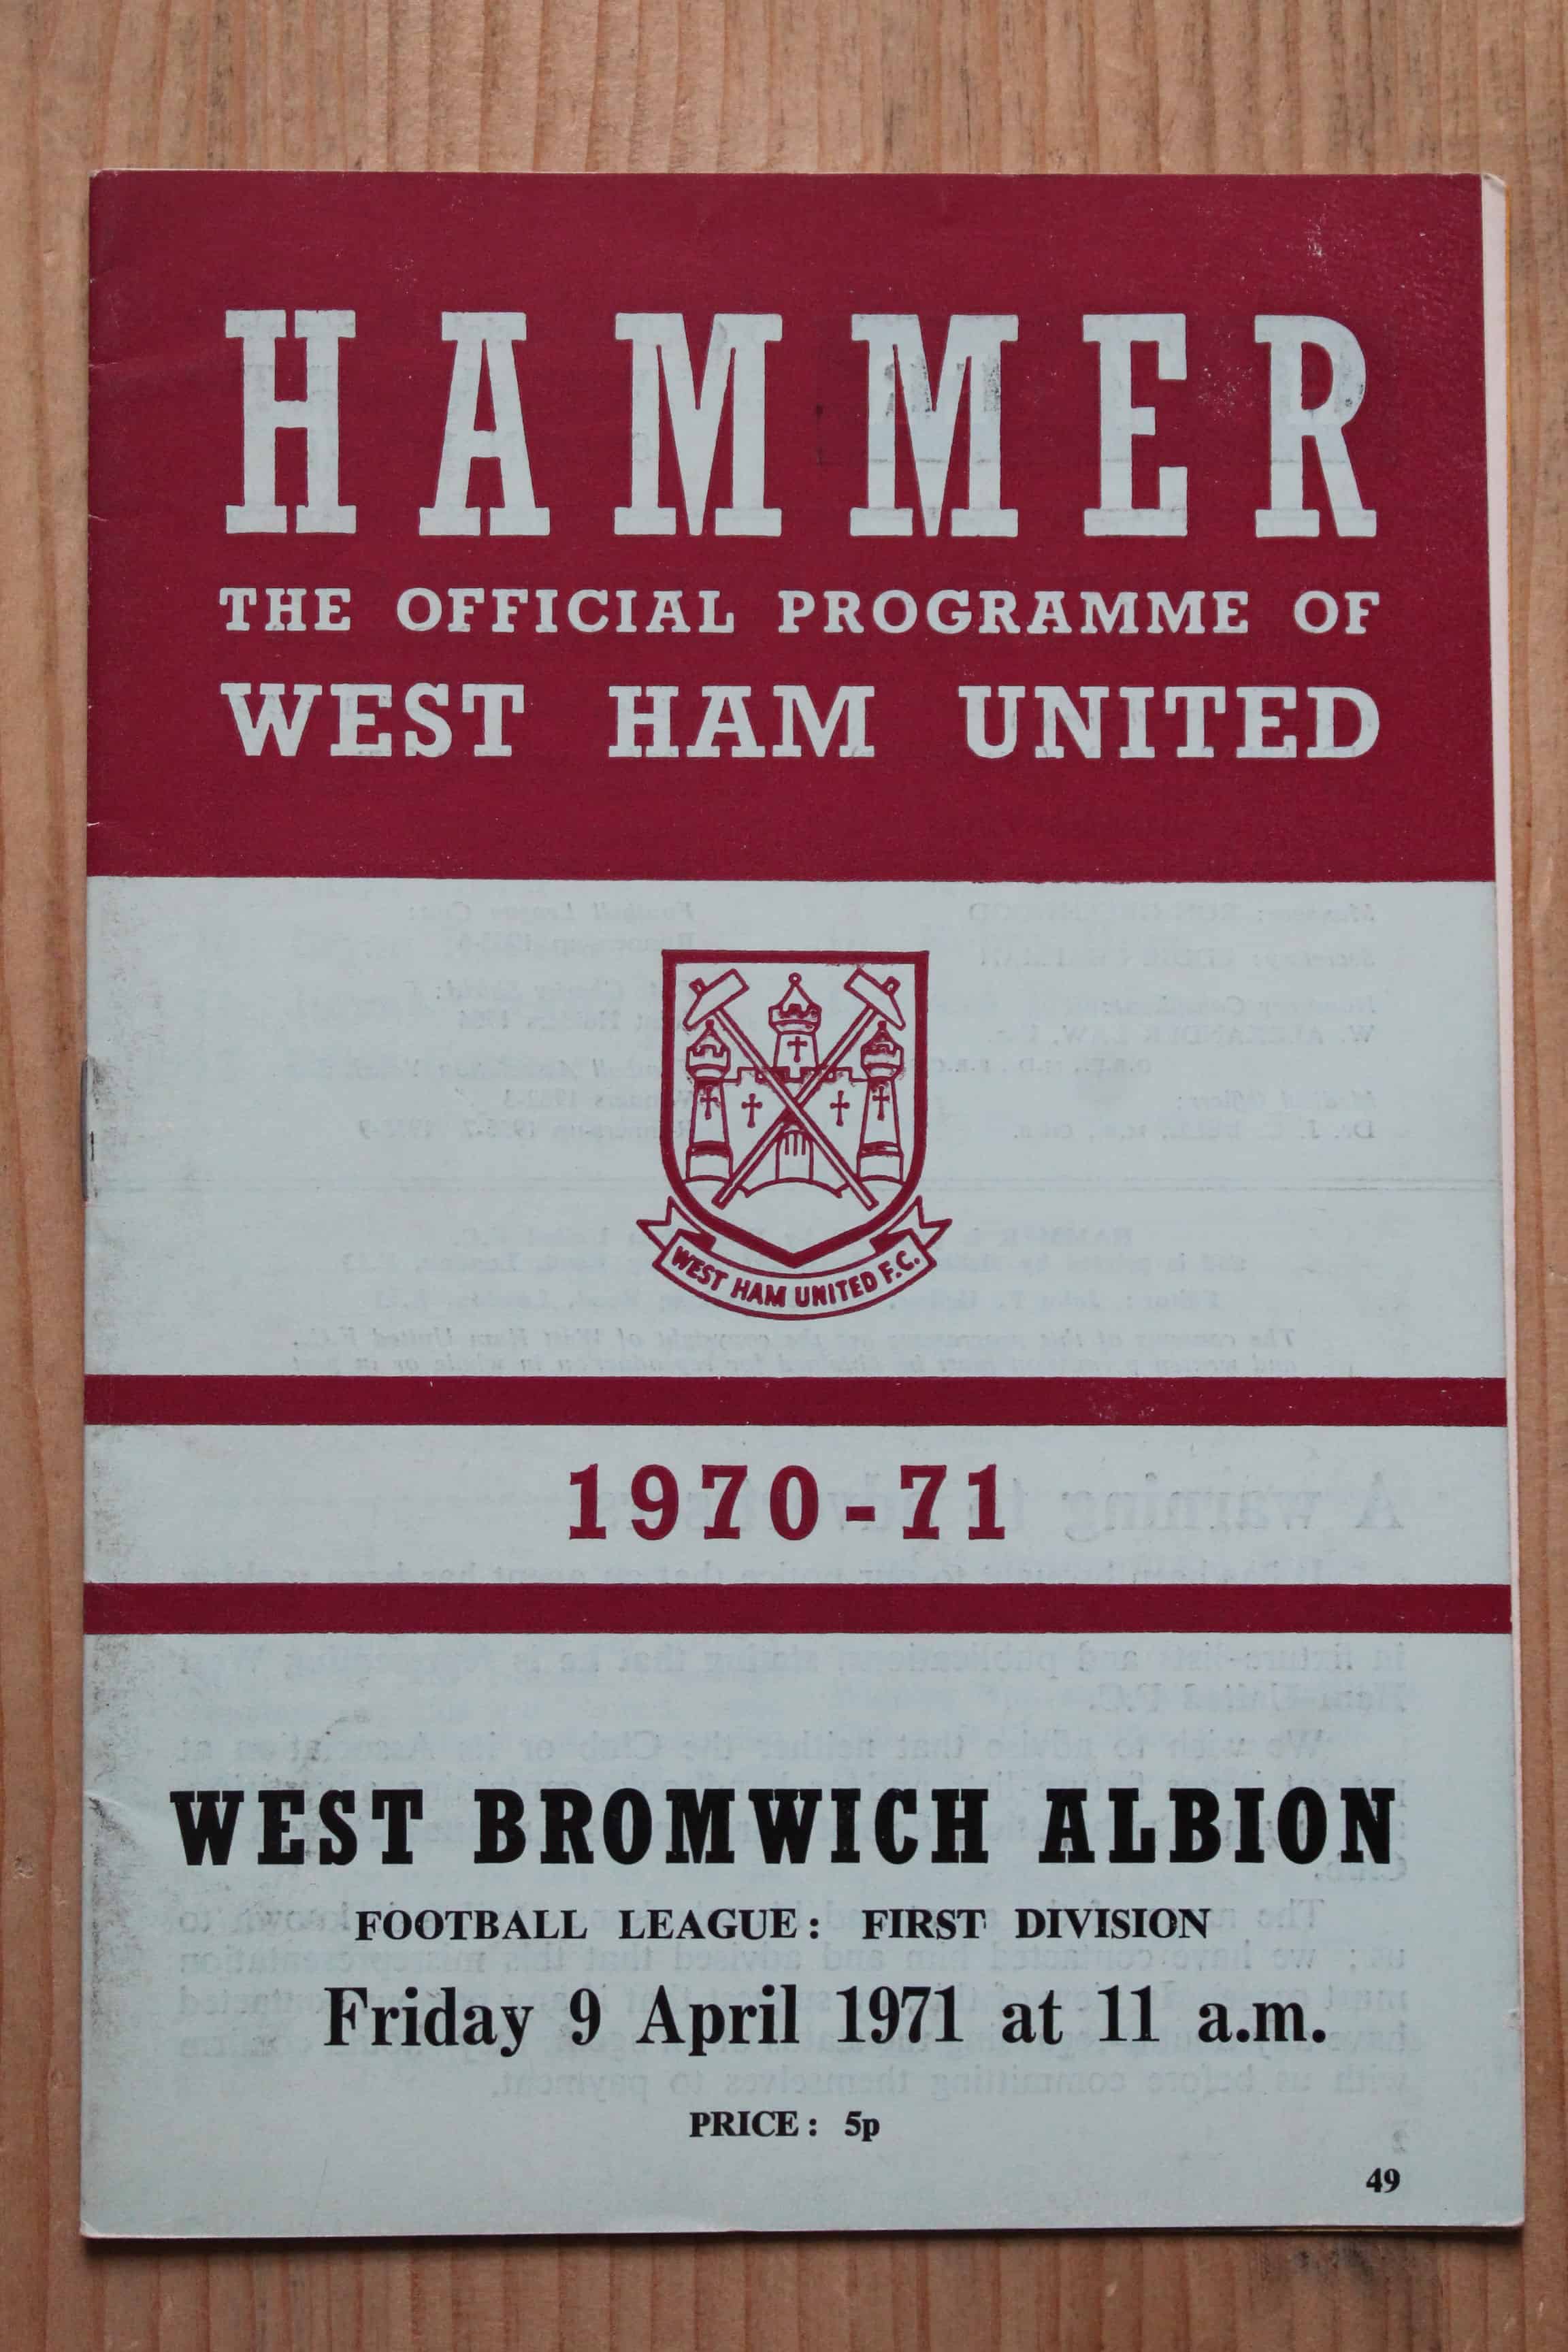 HAMMER
THE OFFICIAL PROGRAMME OF
WEST HAM UNITED
WEST HAM UNITED F.C.
1970-71
WEST BROMWICH ALBION
FOOTBALL LEAGUE: FIRST DIVISION
Friday 9 April 1971 at 11 a.m.
PRICE: 5p
49